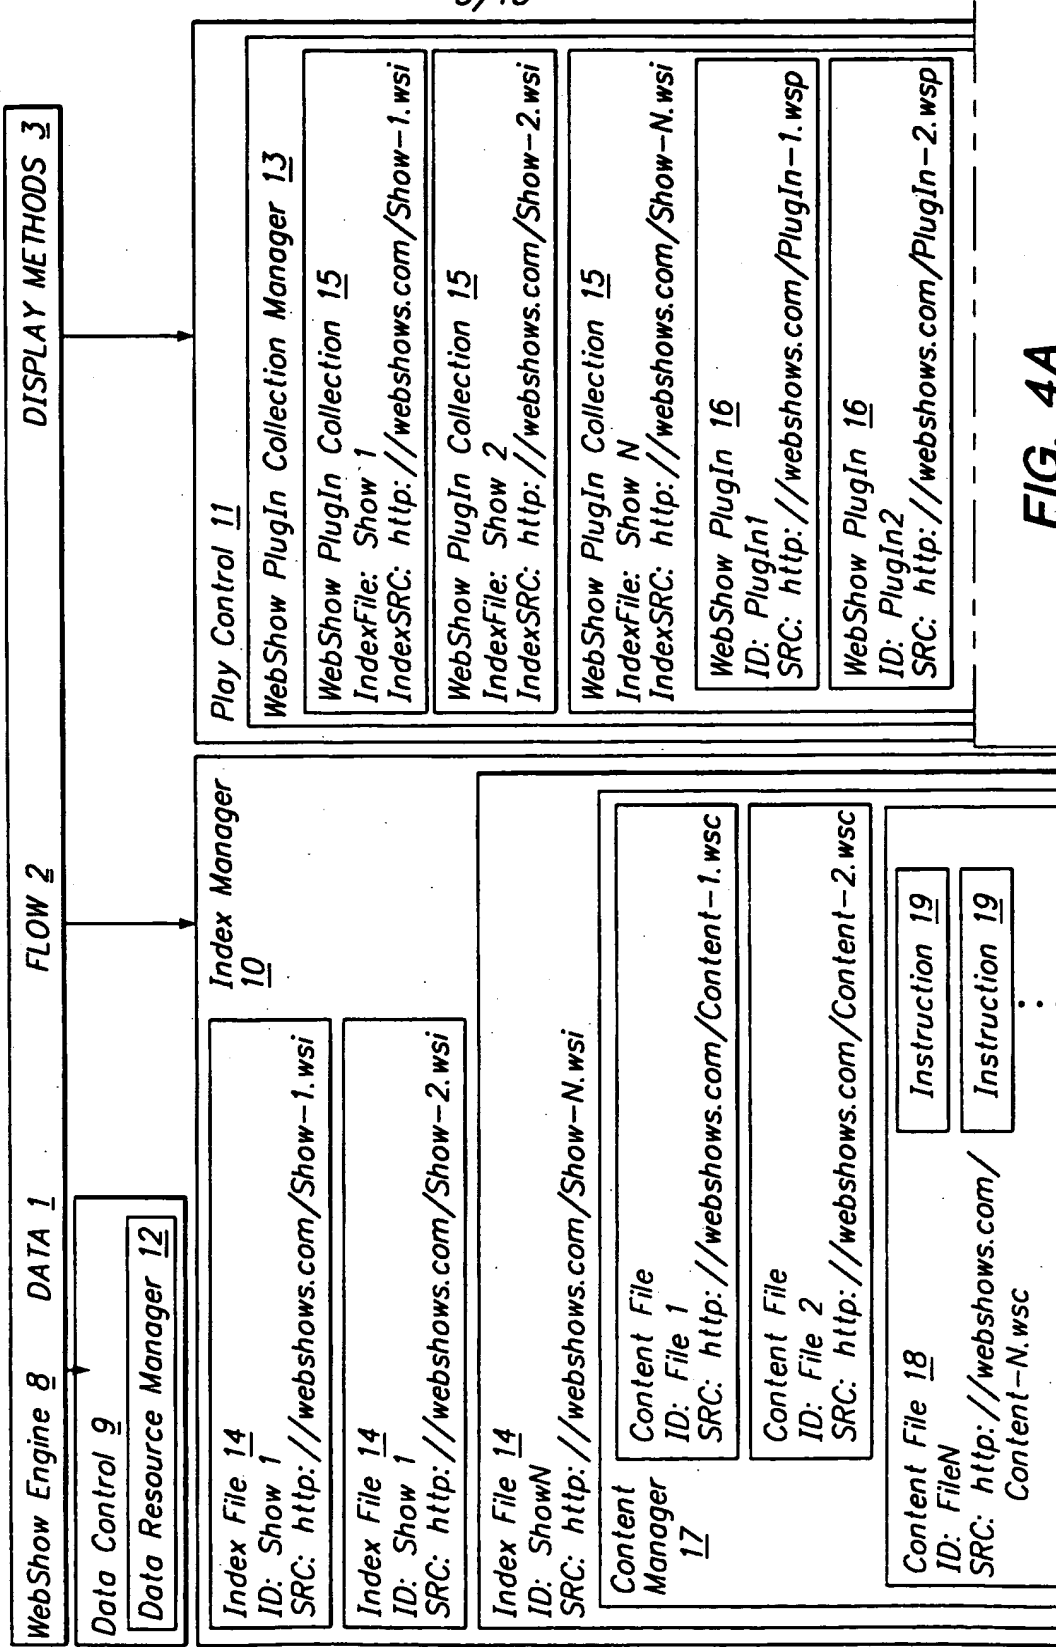 WebShow Engine 8 DATA 1 FLOW 2 DISPLAY METHODS 3
Data Control 9
Data Resource Manager 12
Index Manager
10
Index File 14
ID: Show 1
SRC: http://webshows.com/Show-1.wsi
Index File 14
ID: Show 1
SRC: http://webshows.com/Show-2.wsi
Index File 14
ID: ShowN
SRC: http://webshows.com/Show-N.wsi
Content
Manager
17
Content File
ID: File 1
SRC: http://webshows.com/Content-1.wsc
Content File
ID: File 2
SRC: http://webshows.com/Content-2.wsc
Content File 18
ID: FileN
SRC: http://webshows.com/
Content-N.wsc
Instruction 19
Instruction 19
Play Control 11
WebShow PlugIn Collection Manager 13
WebShow PlugIn Collection 15
IndexFile: Show 1
IndexSRC: http://webshows.com/Show-1.wsi
WebShow PlugIn Collection 15
IndexFile: Show 2
IndexSRC: http://webshows.com/Show-2.wsi
WebShow PlugIn Collection 15
IndexFile: Show N
IndexSRC: http://webshows.com/Show-N.wsi
WebShow PlugIn 16
ID: PlugIn1
SRC: http://webshows.com/PlugIn-1.wsp
WebShow PlugIn 16
ID: PlugIn2
SRC: http://webshows.com/PlugIn-2.wsp
FIG. 4A